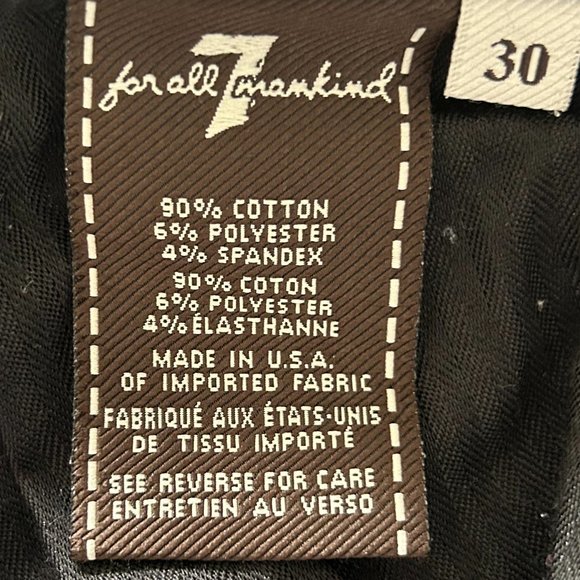 for all 7 mankind
30
90% COTTON
6% POLYESTER
4% SPANDEX
90% COTON
6% POLYESTER
4% ÉLASTHANNE
MADE IN U.S.A.
OF IMPORTED FABRIC
FABRIQUÉ AUX ÉTATS-UNIS
DE TISSU IMPORTÉ
SEE REVERSE FOR CARE
ENTRETIEN AU VERSO